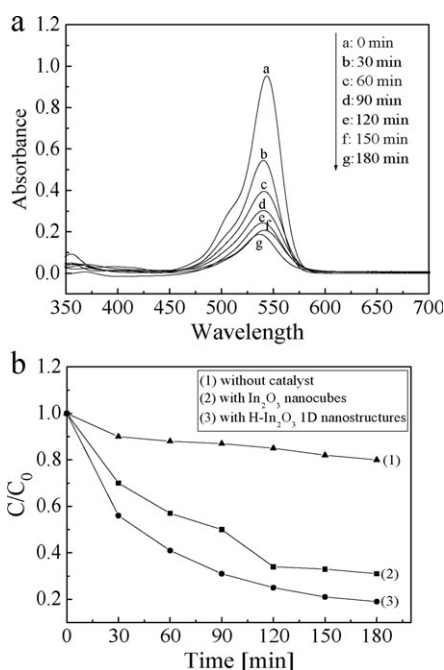 a
1.2
1.0
0.8
0.6
0.4
0.2
0.0
Absorbance
a: 0 min
b: 30 min
c: 60 min
d: 90 min
e: 120 min
f: 150 min
g: 180 min
a
b
c
d
e
f
g
350 400 450 500 550 600 650 700
Wavelength
b
1.2
1.0
0.8
0.6
0.4
0.2
C/C₀
(1) without catalyst
(2) with In₂O₃ nanocubes
(3) with H-In₂O₃ 1D nanostructures
(1)
(2)
(3)
0 30 60 90 120 150 180
Time [min]